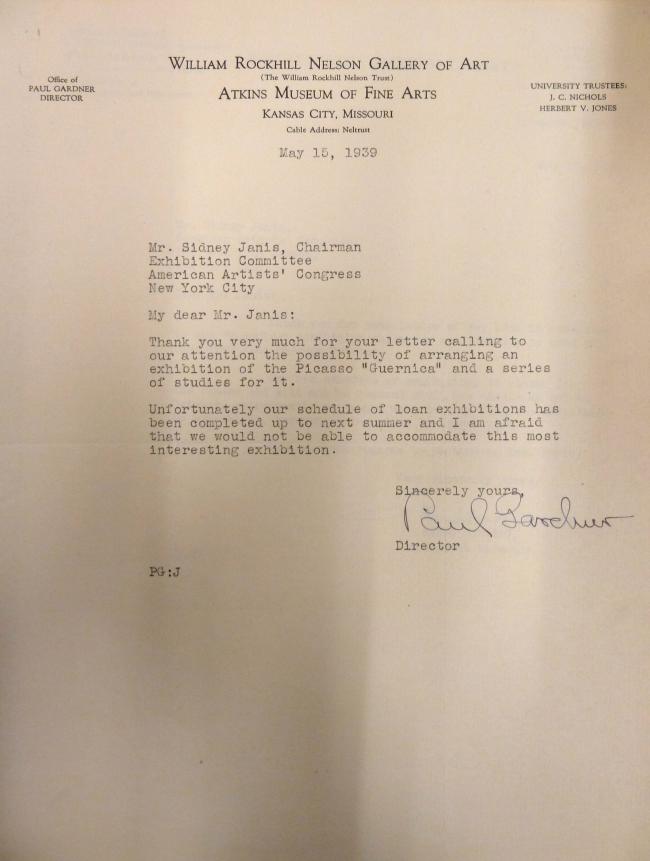 William Rockhill Nelson Gallery of Art
(The William Rockhill Nelson Trust)
Atkins Museum of Fine Arts
Kansas City, Missouri
Cable Address: Neltrust
Office of
PAUL GARDNER
DIRECTOR
UNIVERSITY TRUSTEES:
J. C. NICHOLS
HERBERT V. JONES
May 15, 1939
Mr. Sidney Janis, Chairman
Exhibition Committee
American Artists' Congress
New York City
My dear Mr. Janis:
Thank you very much for your letter calling to
our attention the possibility of arranging an
exhibition of the Picasso "Guernica" and a series
of studies for it.
Unfortunately our schedule of loan exhibitions has
been completed up to next summer and I am afraid
that we would not be able to accommodate this most
interesting exhibition.
Sincerely yours,
Paul Gardner
Director
PG:J